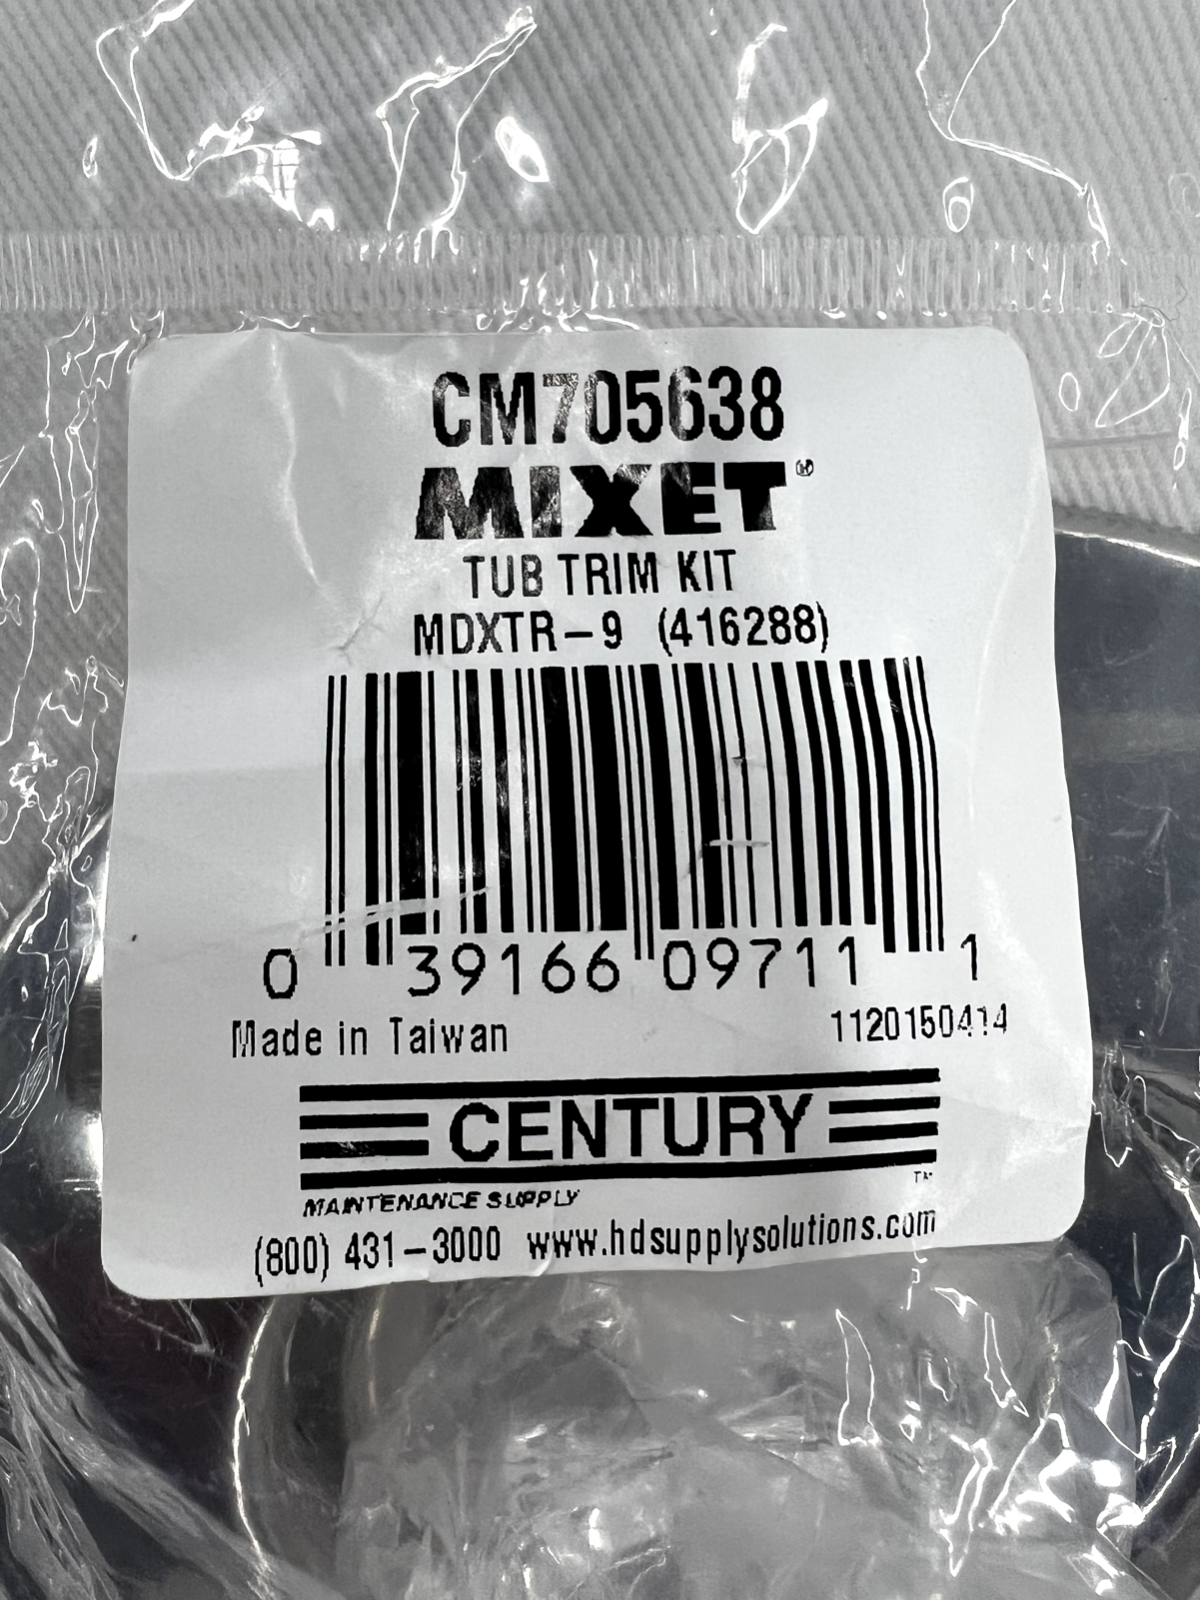 CM705638
MIXET®
TUB TRIM KIT
MDXTR-9 (416288)
0 39166 09711 1
Made in Taiwan 1120150414
CENTURY
TM
MAINTENANCE SUPPLY
(800) 431-3000 www.hdsupplysolutions.com